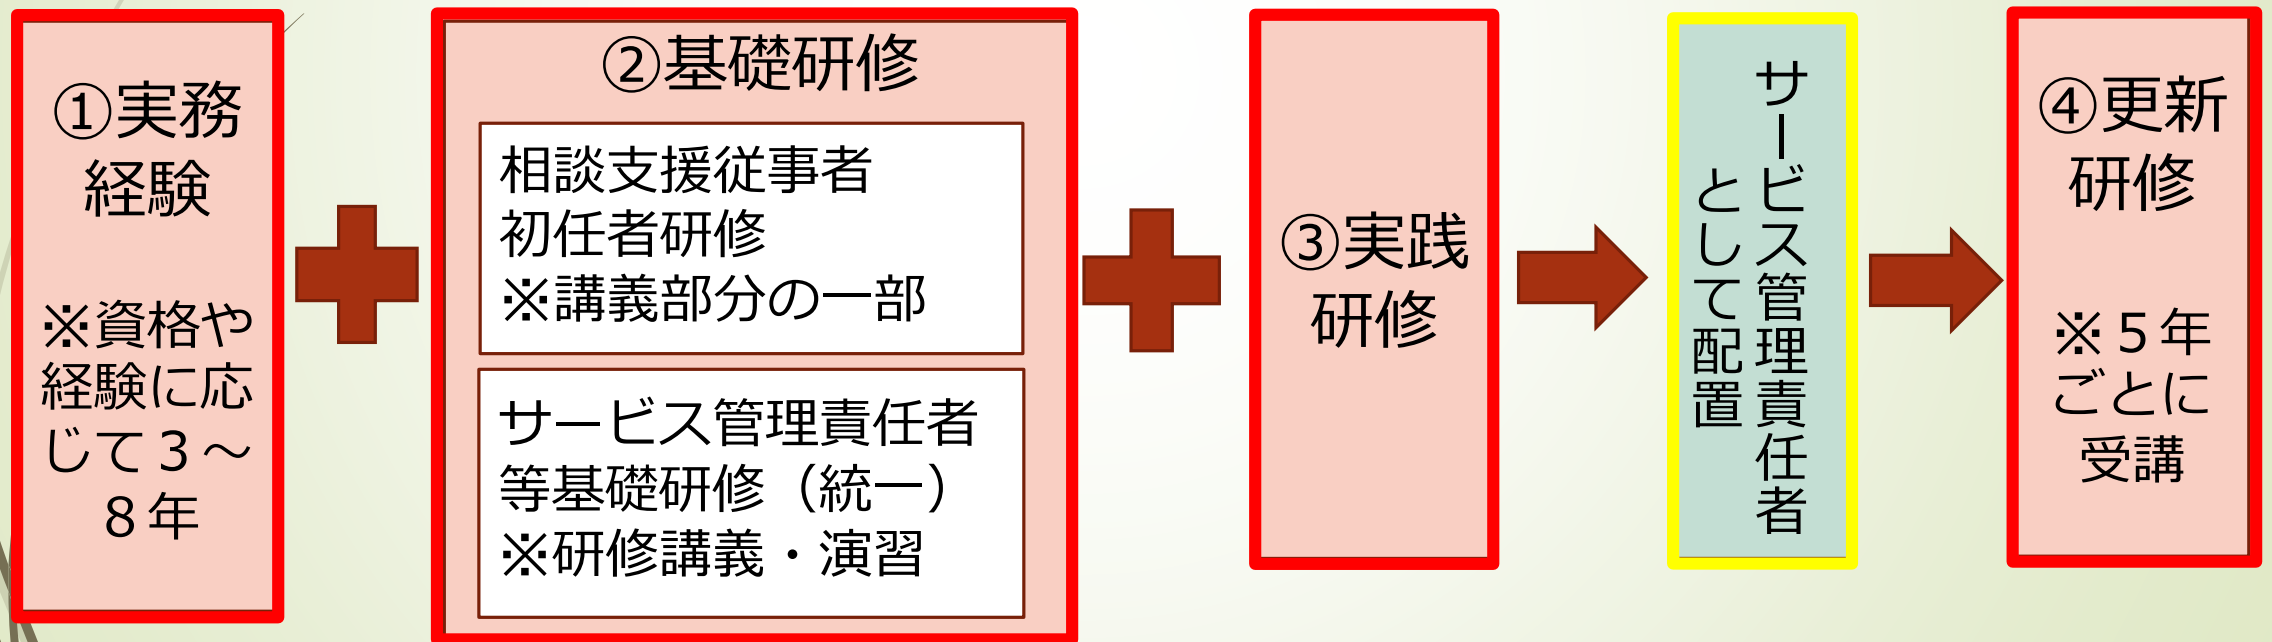 ①実務
経験
※資格や
経験に応
じて３～
８年
②基礎研修
相談支援従事者
初任者研修
※講義部分の一部
サービス管理責任者
等基礎研修（統一）
※研修講義・演習
③実践
研修
サービス管理責任者
として配置
④更新
研修
※５年
ごとに
受講